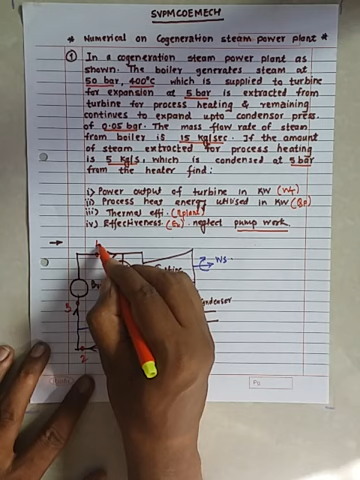 SVPMCOEMECH
* Numerical on Cogeneration steam power plant *
① In a cogeneration steam power plant as
shown. The boiler generates steam at
50 bar, 400°C which is supplied to turbine
for expansion at 5 bar is extracted from
turbine for process heating & remaining
continues to expand upto condensor press.
of 0.05 bar. The mass flow rate of steam
from boiler is 15 kg/sec. If the amount
of steam extracted for process heating
is 5 kg/s, which is condensed at 5 bar
from the heater find:
i) Power output of turbine in KW (WT)
ii) Process heat energy utilised in KW (QP)
iii) Thermal effi. (ηplant)
iv) Effectiveness (Eu) neglect pump work.
→ 1
WS
5
2